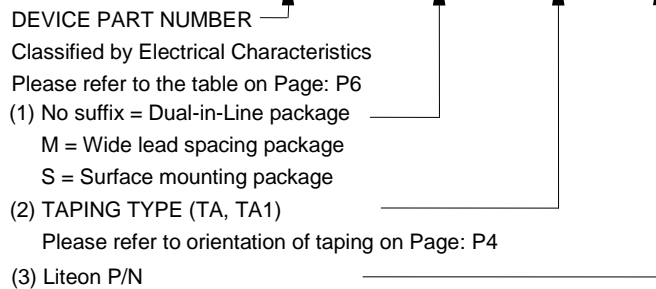 DEVICE PART NUMBER
Classified by Electrical Characteristics
Please refer to the table on Page: P6
(1) No suffix = Dual-in-Line package
M = Wide lead spacing package
S = Surface mounting package
(2) TAPING TYPE (TA, TA1)
Please refer to orientation of taping on Page: P4
(3) Liteon P/N